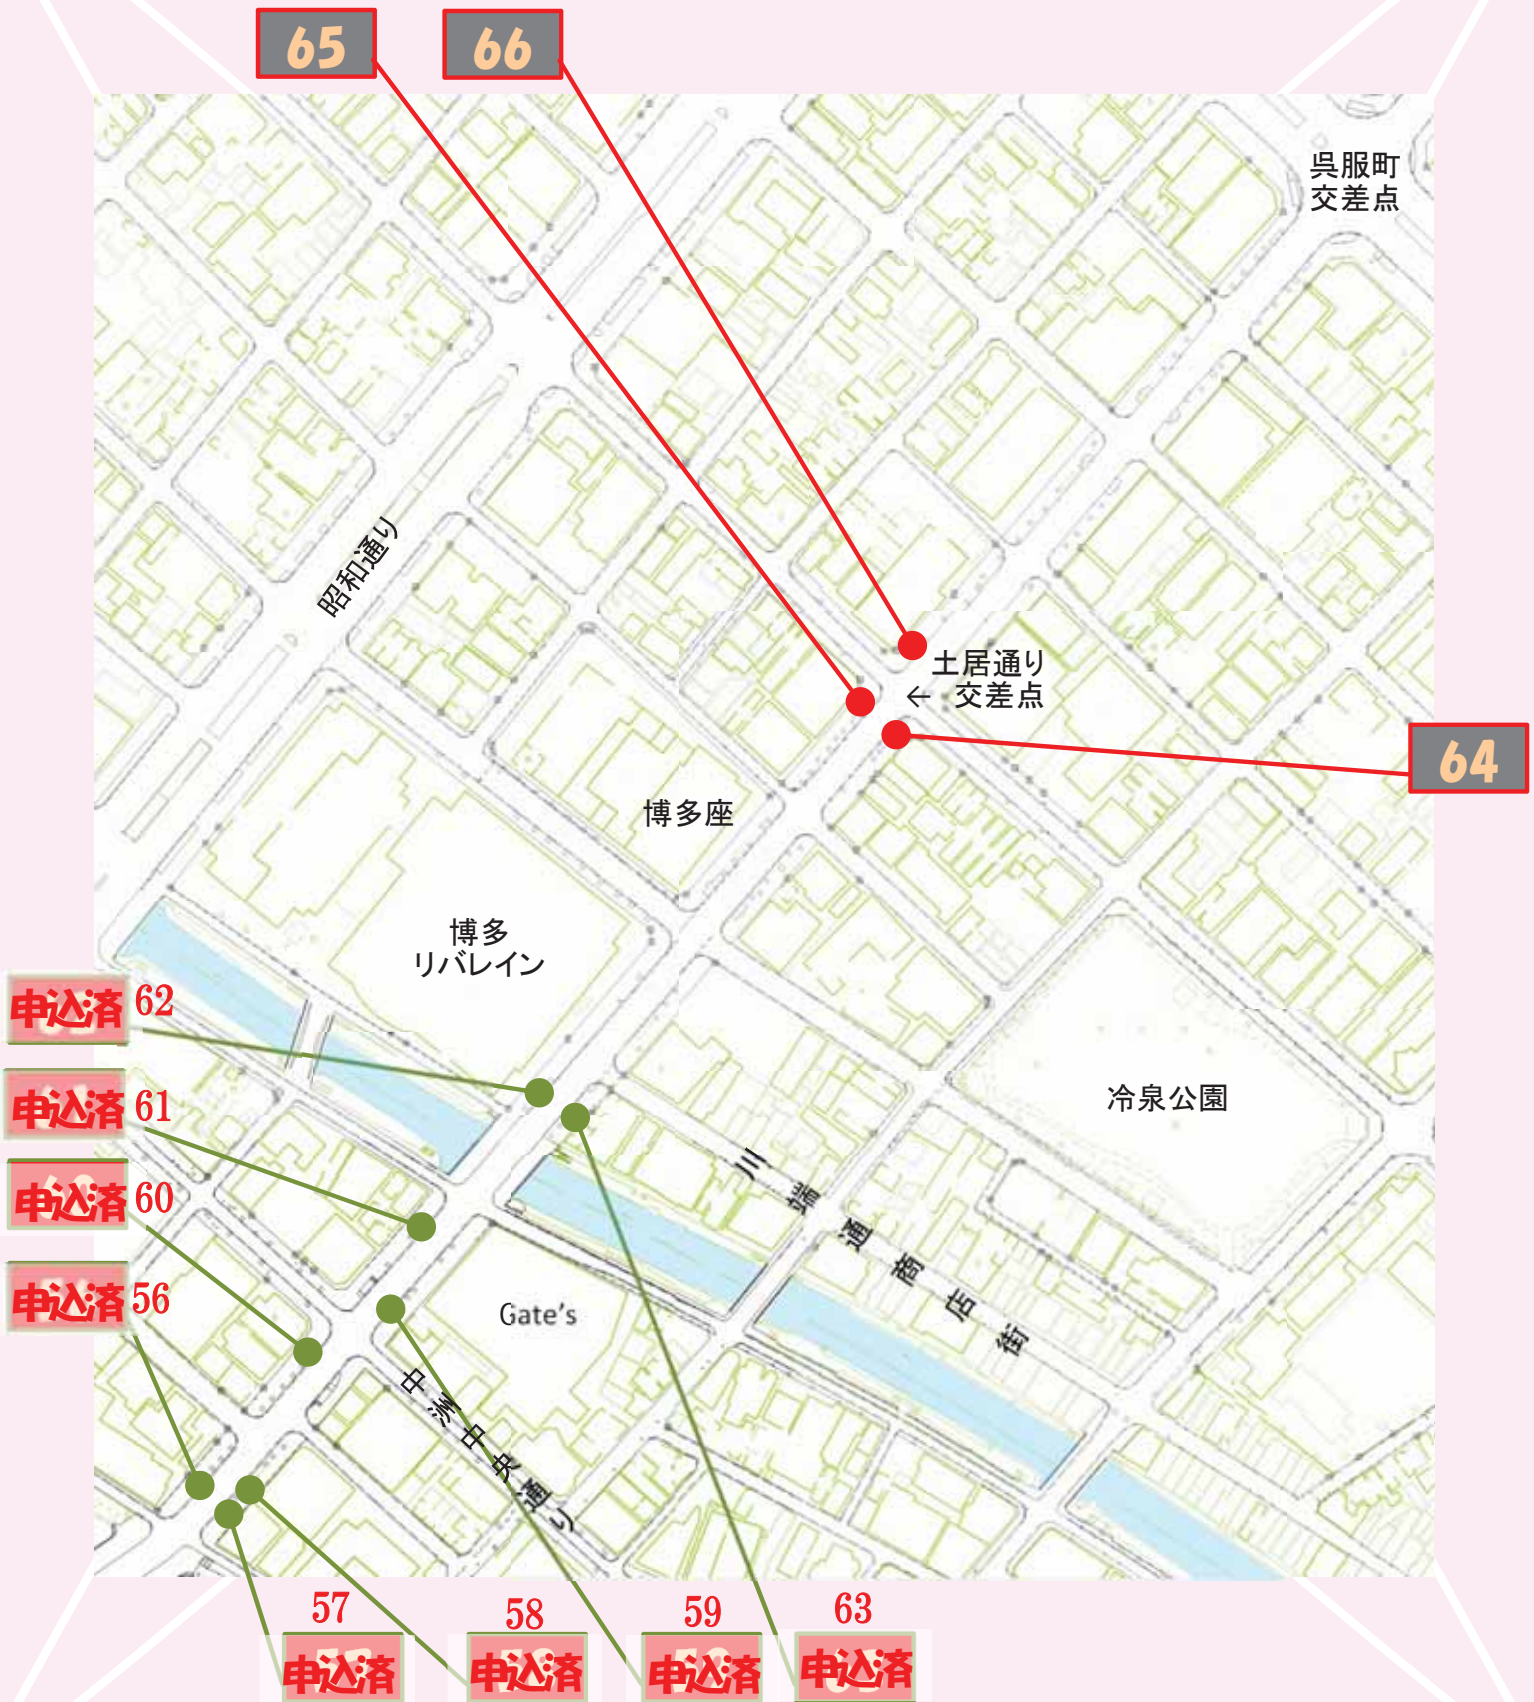 65
66
呉服町
交差点
昭和通り
土居通り
← 交差点
64
博多座
博多
リバレイン
申込済 62
冷泉公園
申込済 61
川端通商店街
申込済 60
申込済 56
Gate's
中洲中央通り
57
58
59
63
申込済
申込済
申込済
申込済